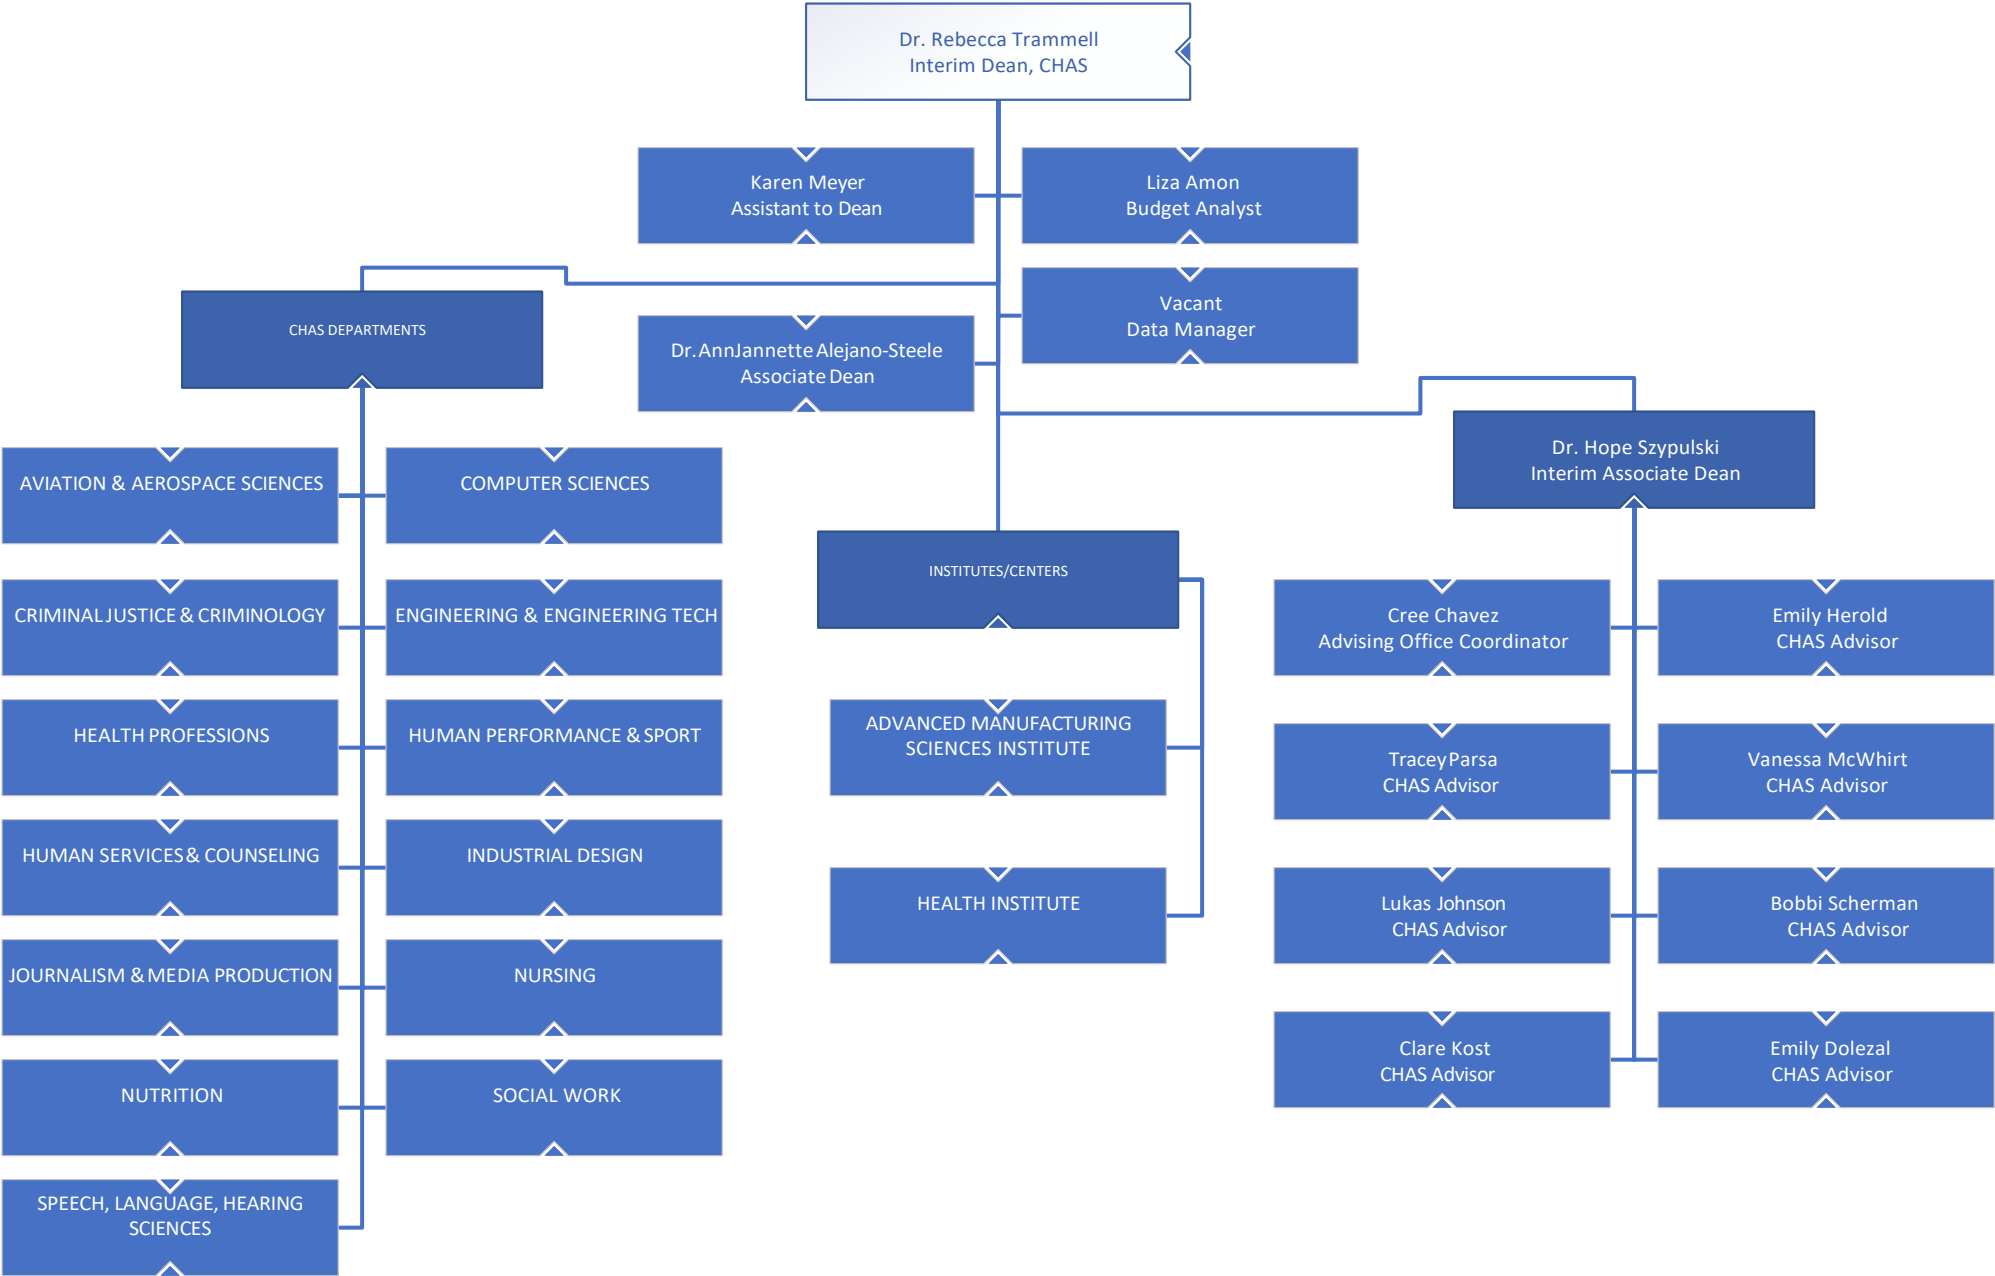 Dr. Rebecca Trammell
Interim Dean, CHAS
Karen Meyer
Assistant to Dean
Liza Amon
Budget Analyst
Vacant
Data Manager
CHAS DEPARTMENTS
Dr. AnnJannette Alejano-Steele
Associate Dean
Dr. Hope Szypulski
Interim Associate Dean
AVIATION & AEROSPACE SCIENCES
COMPUTER SCIENCES
CRIMINAL JUSTICE & CRIMINOLOGY
ENGINEERING & ENGINEERING TECH
HEALTH PROFESSIONS
HUMAN PERFORMANCE & SPORT
HUMAN SERVICES & COUNSELING
INDUSTRIAL DESIGN
JOURNALISM & MEDIA PRODUCTION
NURSING
NUTRITION
SOCIAL WORK
SPEECH, LANGUAGE, HEARING
SCIENCES
INSTITUTES/CENTERS
ADVANCED MANUFACTURING
SCIENCES INSTITUTE
HEALTH INSTITUTE
Cree Chavez
Advising Office Coordinator
Emily Herold
CHAS Advisor
Tracey Parsa
CHAS Advisor
Vanessa McWhirt
CHAS Advisor
Lukas Johnson
CHAS Advisor
Bobbi Scherman
CHAS Advisor
Clare Kost
CHAS Advisor
Emily Dolezal
CHAS Advisor